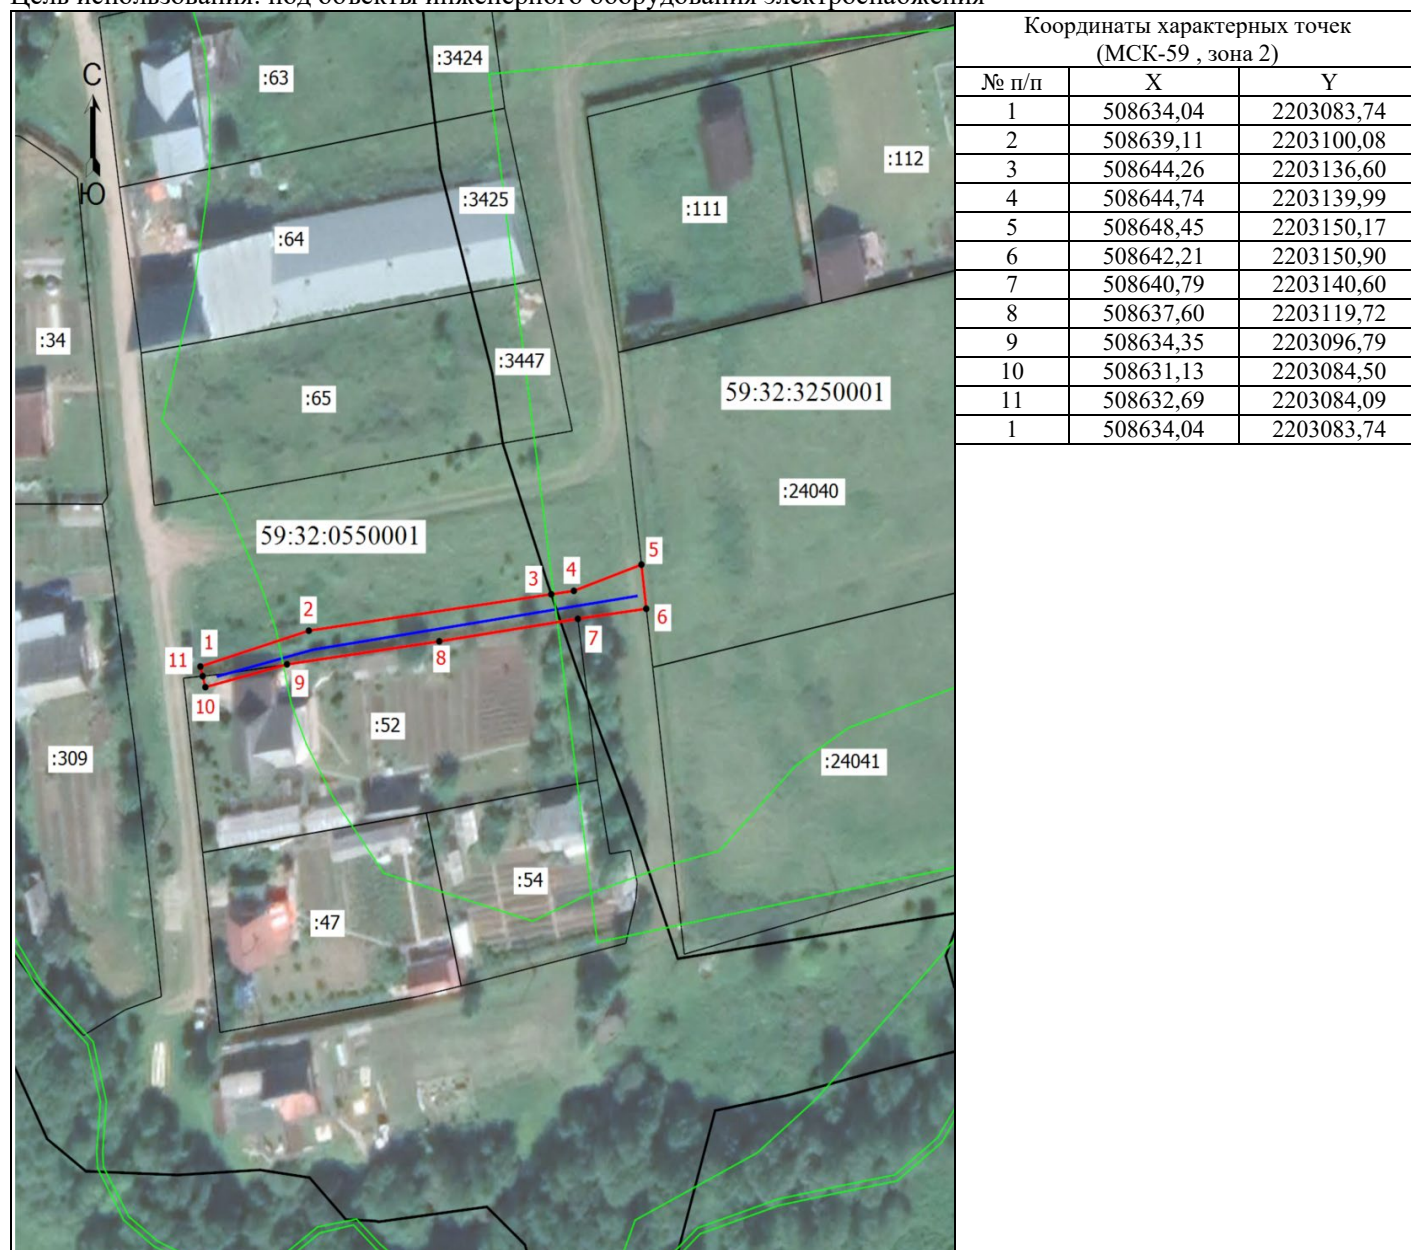 Цель использования: под объекты инженерного оборудования электроснабжения
Координаты характерных точек
(МСК-59 , зона 2)
№ п/п X Y
1 508634,04 2203083,74
2 508639,11 2203100,08
3 508644,26 2203136,60
4 508644,74 2203139,99
5 508648,45 2203150,17
6 508642,21 2203150,90
7 508640,79 2203140,60
8 508637,60 2203119,72
9 508634,35 2203096,79
10 508631,13 2203084,50
11 508632,69 2203084,09
1 508634,04 2203083,74
С
Ю
:63
:3424
:112
:3425
:111
:64
:34
:3447
:65
59:32:3250001
:24040
59:32:0550001
5
3
4
2
6
7
1
8
11
9
10
:52
:309
:24041
:54
:47